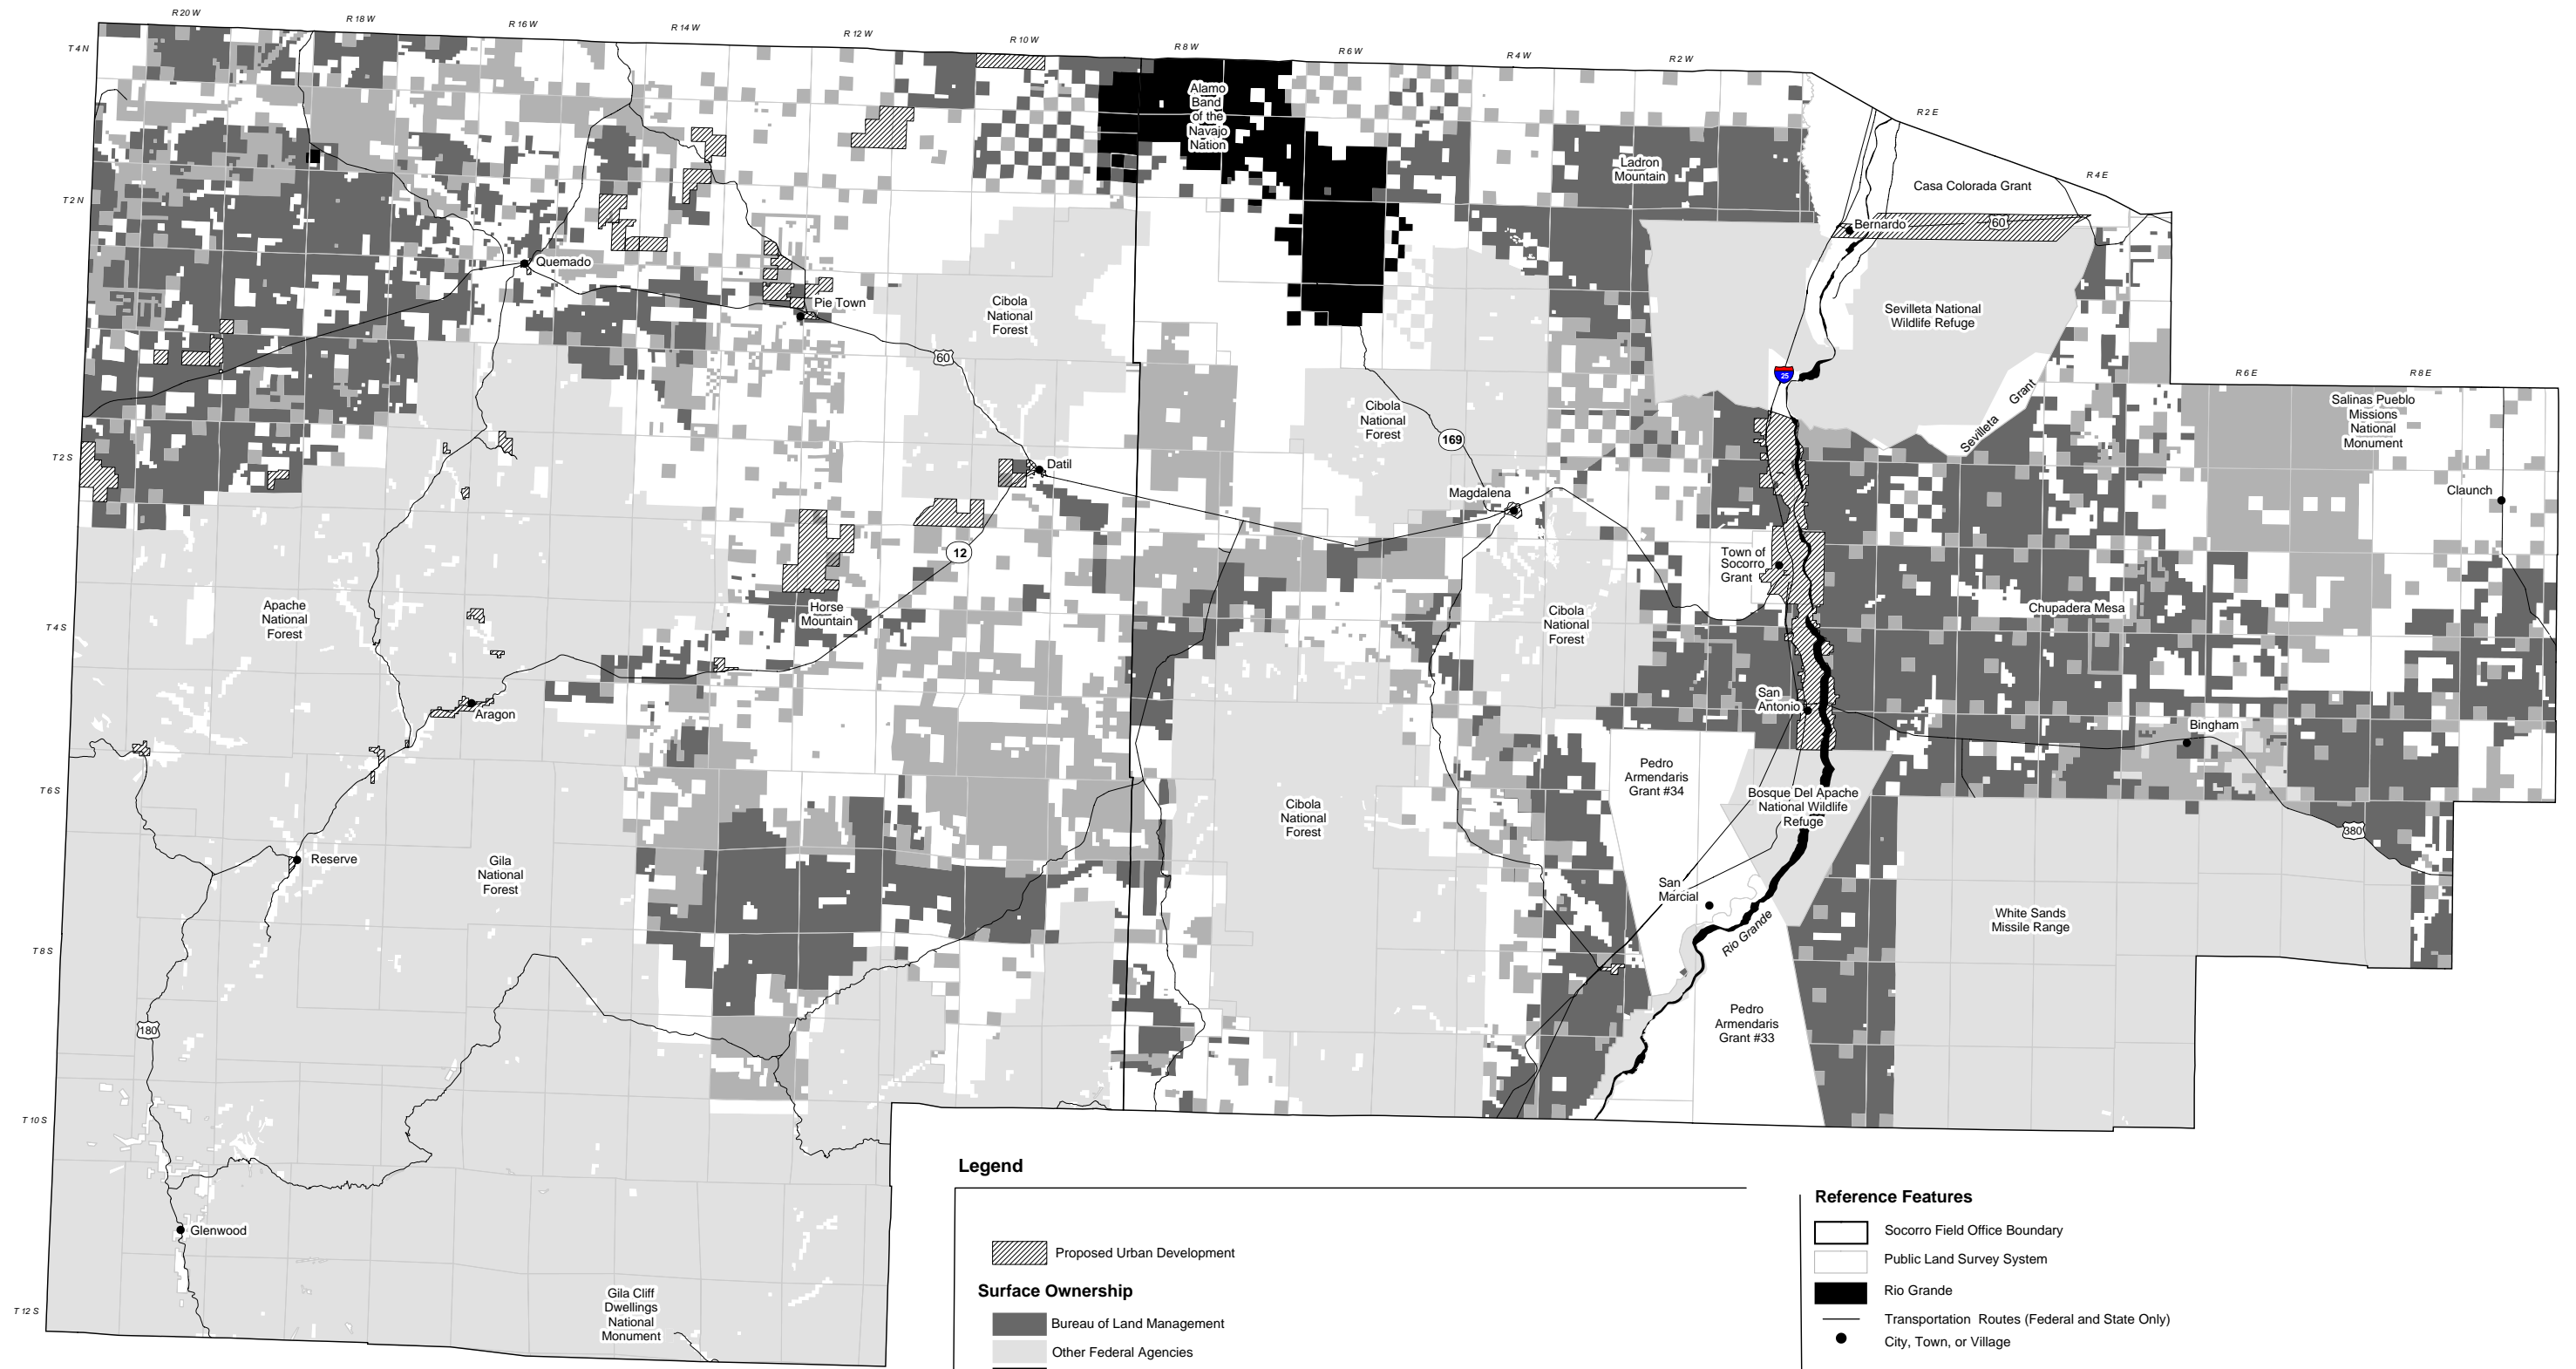 R 20 W
R 18 W
R 16 W
R 14 W
R 12 W
R 10 W
R 8 W
R 6 W
R 4 W
R 2 W
R 2 E
R 4 E
R 6 E
R 8 E
T 4 N
T 2 N
T 2 S
T 4 S
T 6 S
T 8 S
T 10 S
T 12 S
Alamo
Band
of the
Navajo
Nation
Ladron
Mountain
Casa Colorada Grant
Bernardo
60
Quemado
Pie Town
Cibola
National
Forest
60
Sevilleta National
Wildlife Refuge
25
Sevilleta Grant
Salinas Pueblo
Missions
National
Monument
Cibola
National
Forest
169
Datil
Magdalena
Claunch
12
Town of
Socorro
Grant
Apache
National
Forest
Horse
Mountain
Cibola
National
Forest
Chupadera Mesa
Aragon
San
Antonio
Bingham
Pedro
Armendaris
Grant #34
Bosque Del Apache
National Wildlife
Refuge
Cibola
National
Forest
380
Reserve
Gila
National
Forest
San
Marcial
Rio Grande
White Sands
Missile Range
180
Pedro
Armendaris
Grant #33
Glenwood
Gila Cliff
Dwellings
National
Monument
Legend
Proposed Urban Development
Surface Ownership
Bureau of Land Management
Other Federal Agencies
Reference Features
Socorro Field Office Boundary
Public Land Survey System
Rio Grande
Transportation Routes (Federal and State Only)
City, Town, or Village